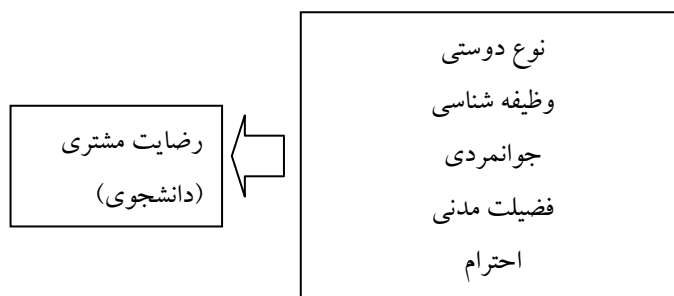 نوع دوستی
وظیفه شناسی
جوانمردی
فضیلت مدنی
احترام
رضایت مشتری
(دانشجوی)